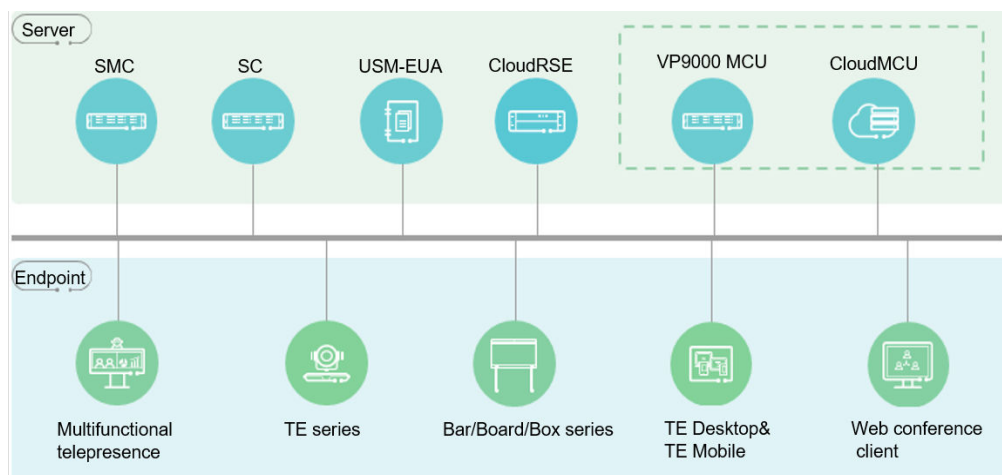 Server
SMC
SC
USM-EUA
CloudRSE
VP9000 MCU
CloudMCU
Endpoint
Multifunctional
telepresence
TE series
Bar/Board/Box series
TE Desktop&
TE Mobile
Web conference
client